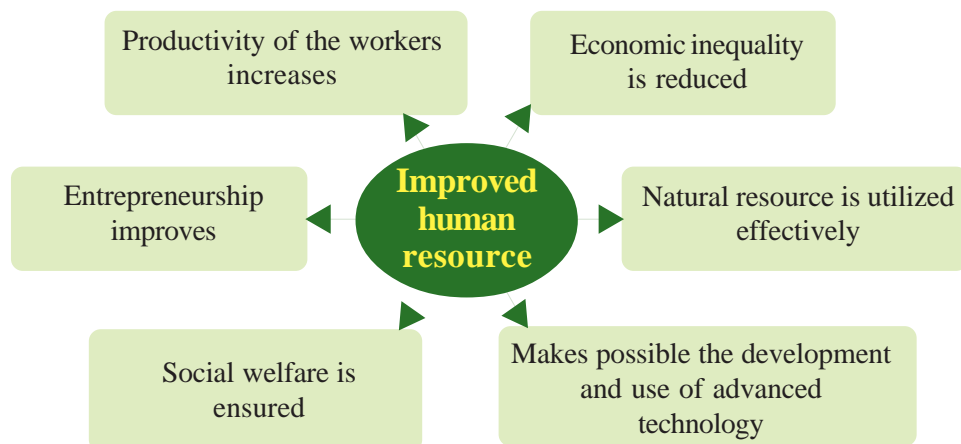 Productivity of the workers
increases
Economic inequality
is reduced
Entrepreneurship
improves
Improved
human
resource
Natural resource is utilized
effectively
Social welfare is
ensured
Makes possible the development
and use of advanced
technology